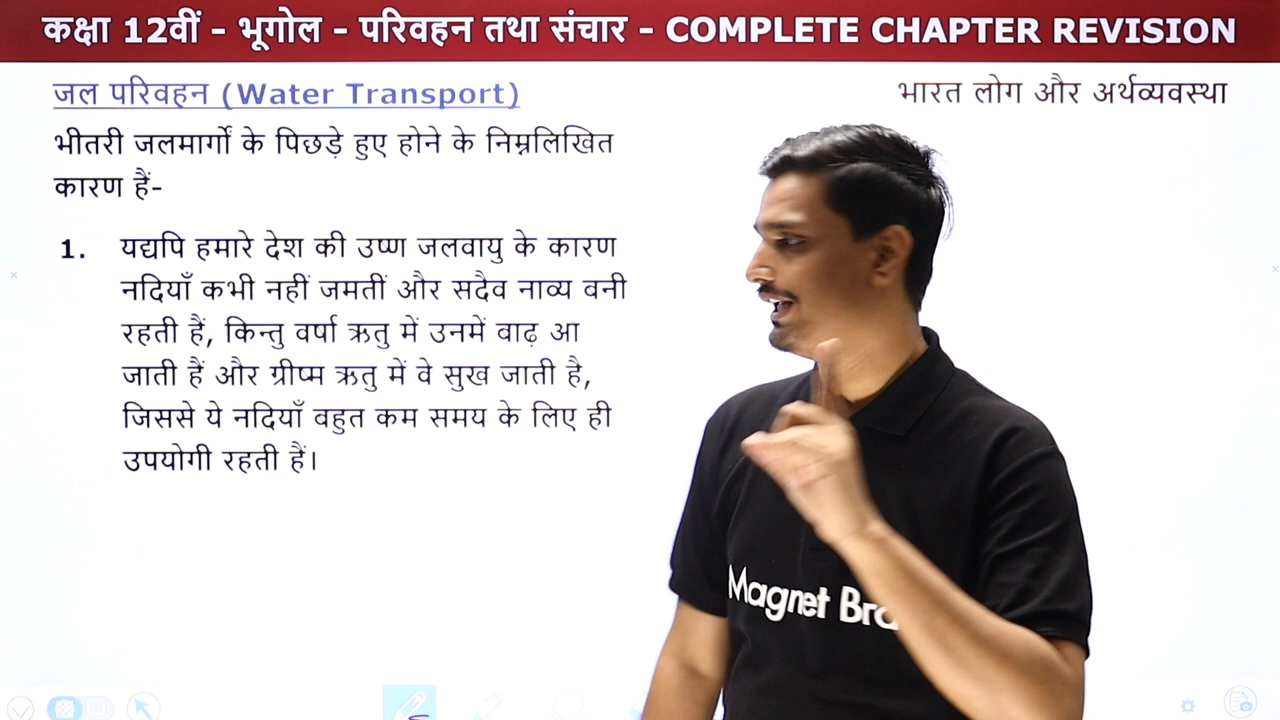 कक्षा 12वीं - भूगोल - परिवहन तथा संचार - COMPLETE CHAPTER REVISION
जल परिवहन (Water Transport)
भारत लोग और अर्थव्यवस्था
भीतरी जलमार्गों के पिछड़े हुए होने के निम्नलिखित
कारण हैं-
1. यद्यपि हमारे देश की उष्ण जलवायु के कारण
नदियाँ कभी नहीं जमतीं और सदैव नाव्य बनी
रहती हैं, किन्तु वर्षा ऋतु में उनमें बाढ़ आ
जाती हैं और ग्रीष्म ऋतु में वे सुख जाती है,
जिससे ये नदियाँ बहुत कम समय के लिए ही
उपयोगी रहती हैं।
Magnet Bra